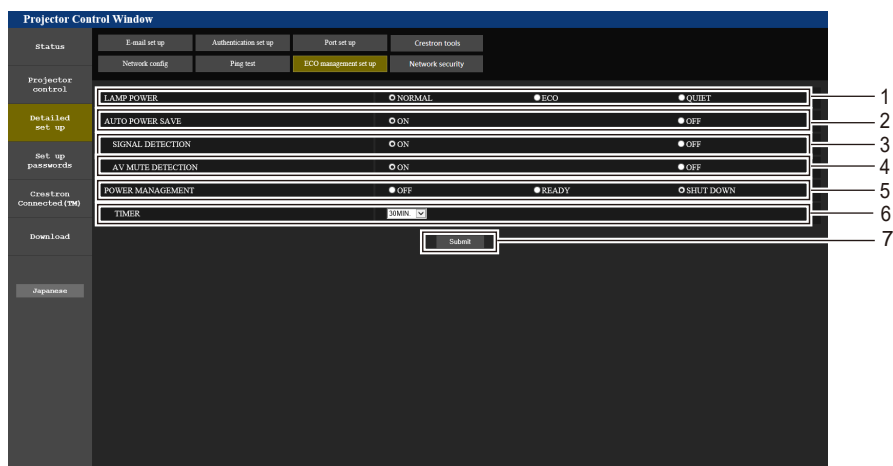 Projector Control Window
Status
E-mail set up
Authentication set up
Port set up
Crestron tools
Network config
Ping test
ECO management set up
Network security
Projector
control
Detailed
set up
Set up
passwords
Crestron
Connected(TM)
Download
Japanese
LAMP POWER NORMAL ECO QUIET 1
AUTO POWER SAVE ON OFF 2
SIGNAL DETECTION ON OFF 3
AV MUTE DETECTION ON OFF 4
POWER MANAGEMENT OFF READY SHUT DOWN 5
TIMER 30MIN. 6
Submit 7